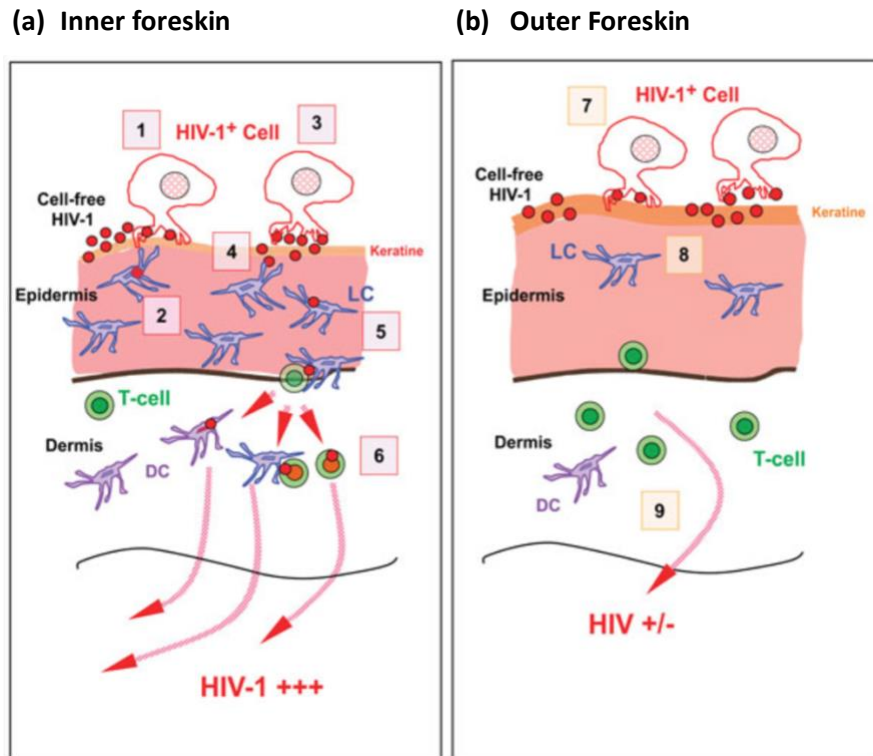 (a) Inner foreskin
1
3
HIV-1+ Cell
Cell-free
HIV-1
4
Keratine
Epidermis
2
LC
5
T-cell
Dermis
DC
6
HIV-1 +++
(b) Outer Foreskin
7
HIV-1+ Cell
Cell-free
HIV-1
Keratine
LC
8
Epidermis
Dermis
T-cell
DC
9
HIV +/-